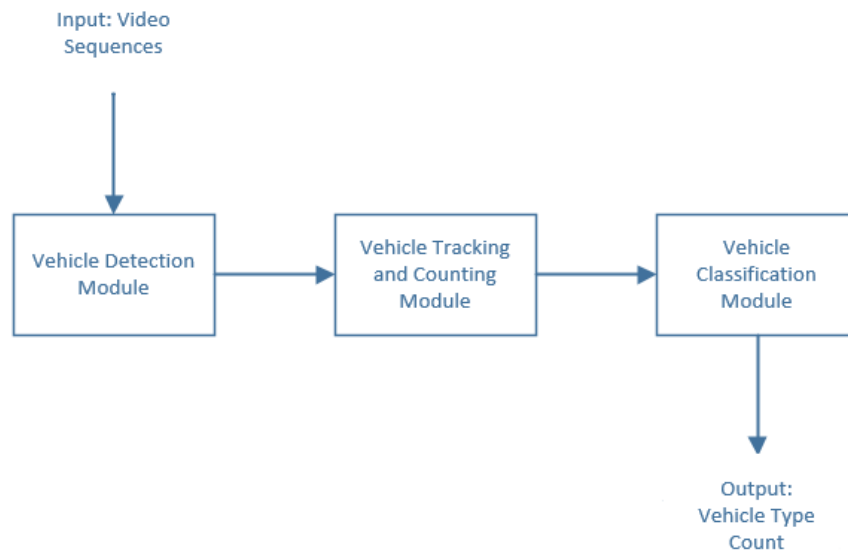 Input: Video
Sequences
Vehicle Detection
Module
Vehicle Tracking
and Counting
Module
Vehicle
Classification
Module
Output:
Vehicle Type
Count